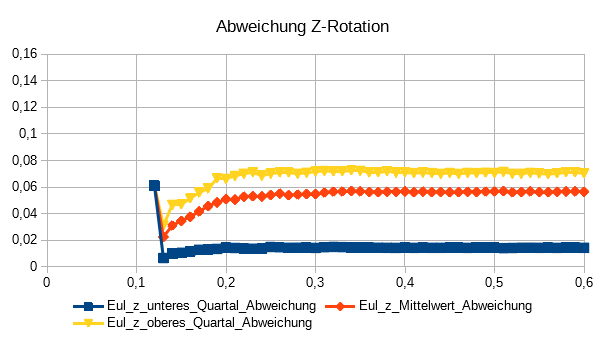 Abweichung Z-Rotation
0,16
0,14
0,12
0,1
0,08
0,06
0,04
0,02
0
0 0,1 0,2 0,3 0,4 0,5 0,6
Eul_z_unteres_Quartal_Abweichung Eul_z_Mittelwert_Abweichung
Eul_z_oberes_Quartal_Abweichung